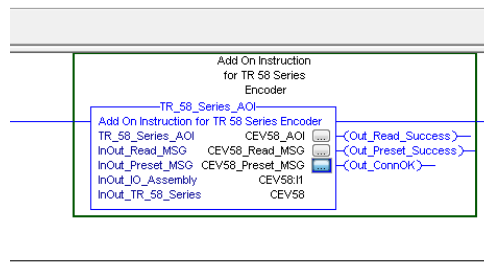 Add On Instruction
for TR 58 Series
Encoder
TR_58_Series_AOI
Add On Instruction for TR 58 Series Encoder
TR_58_Series_AOI CEV58_AOI ... (Out_Read_Success)
InOut_Read_MSG CEV58_Read_MSG ... (Out_Preset_Success)
InOut_Preset_MSG CEV58_Preset_MSG ... (Out_ConnOK)
InOut_IO_Assembly CEV58:I1
InOut_TR_58_Series CEV58